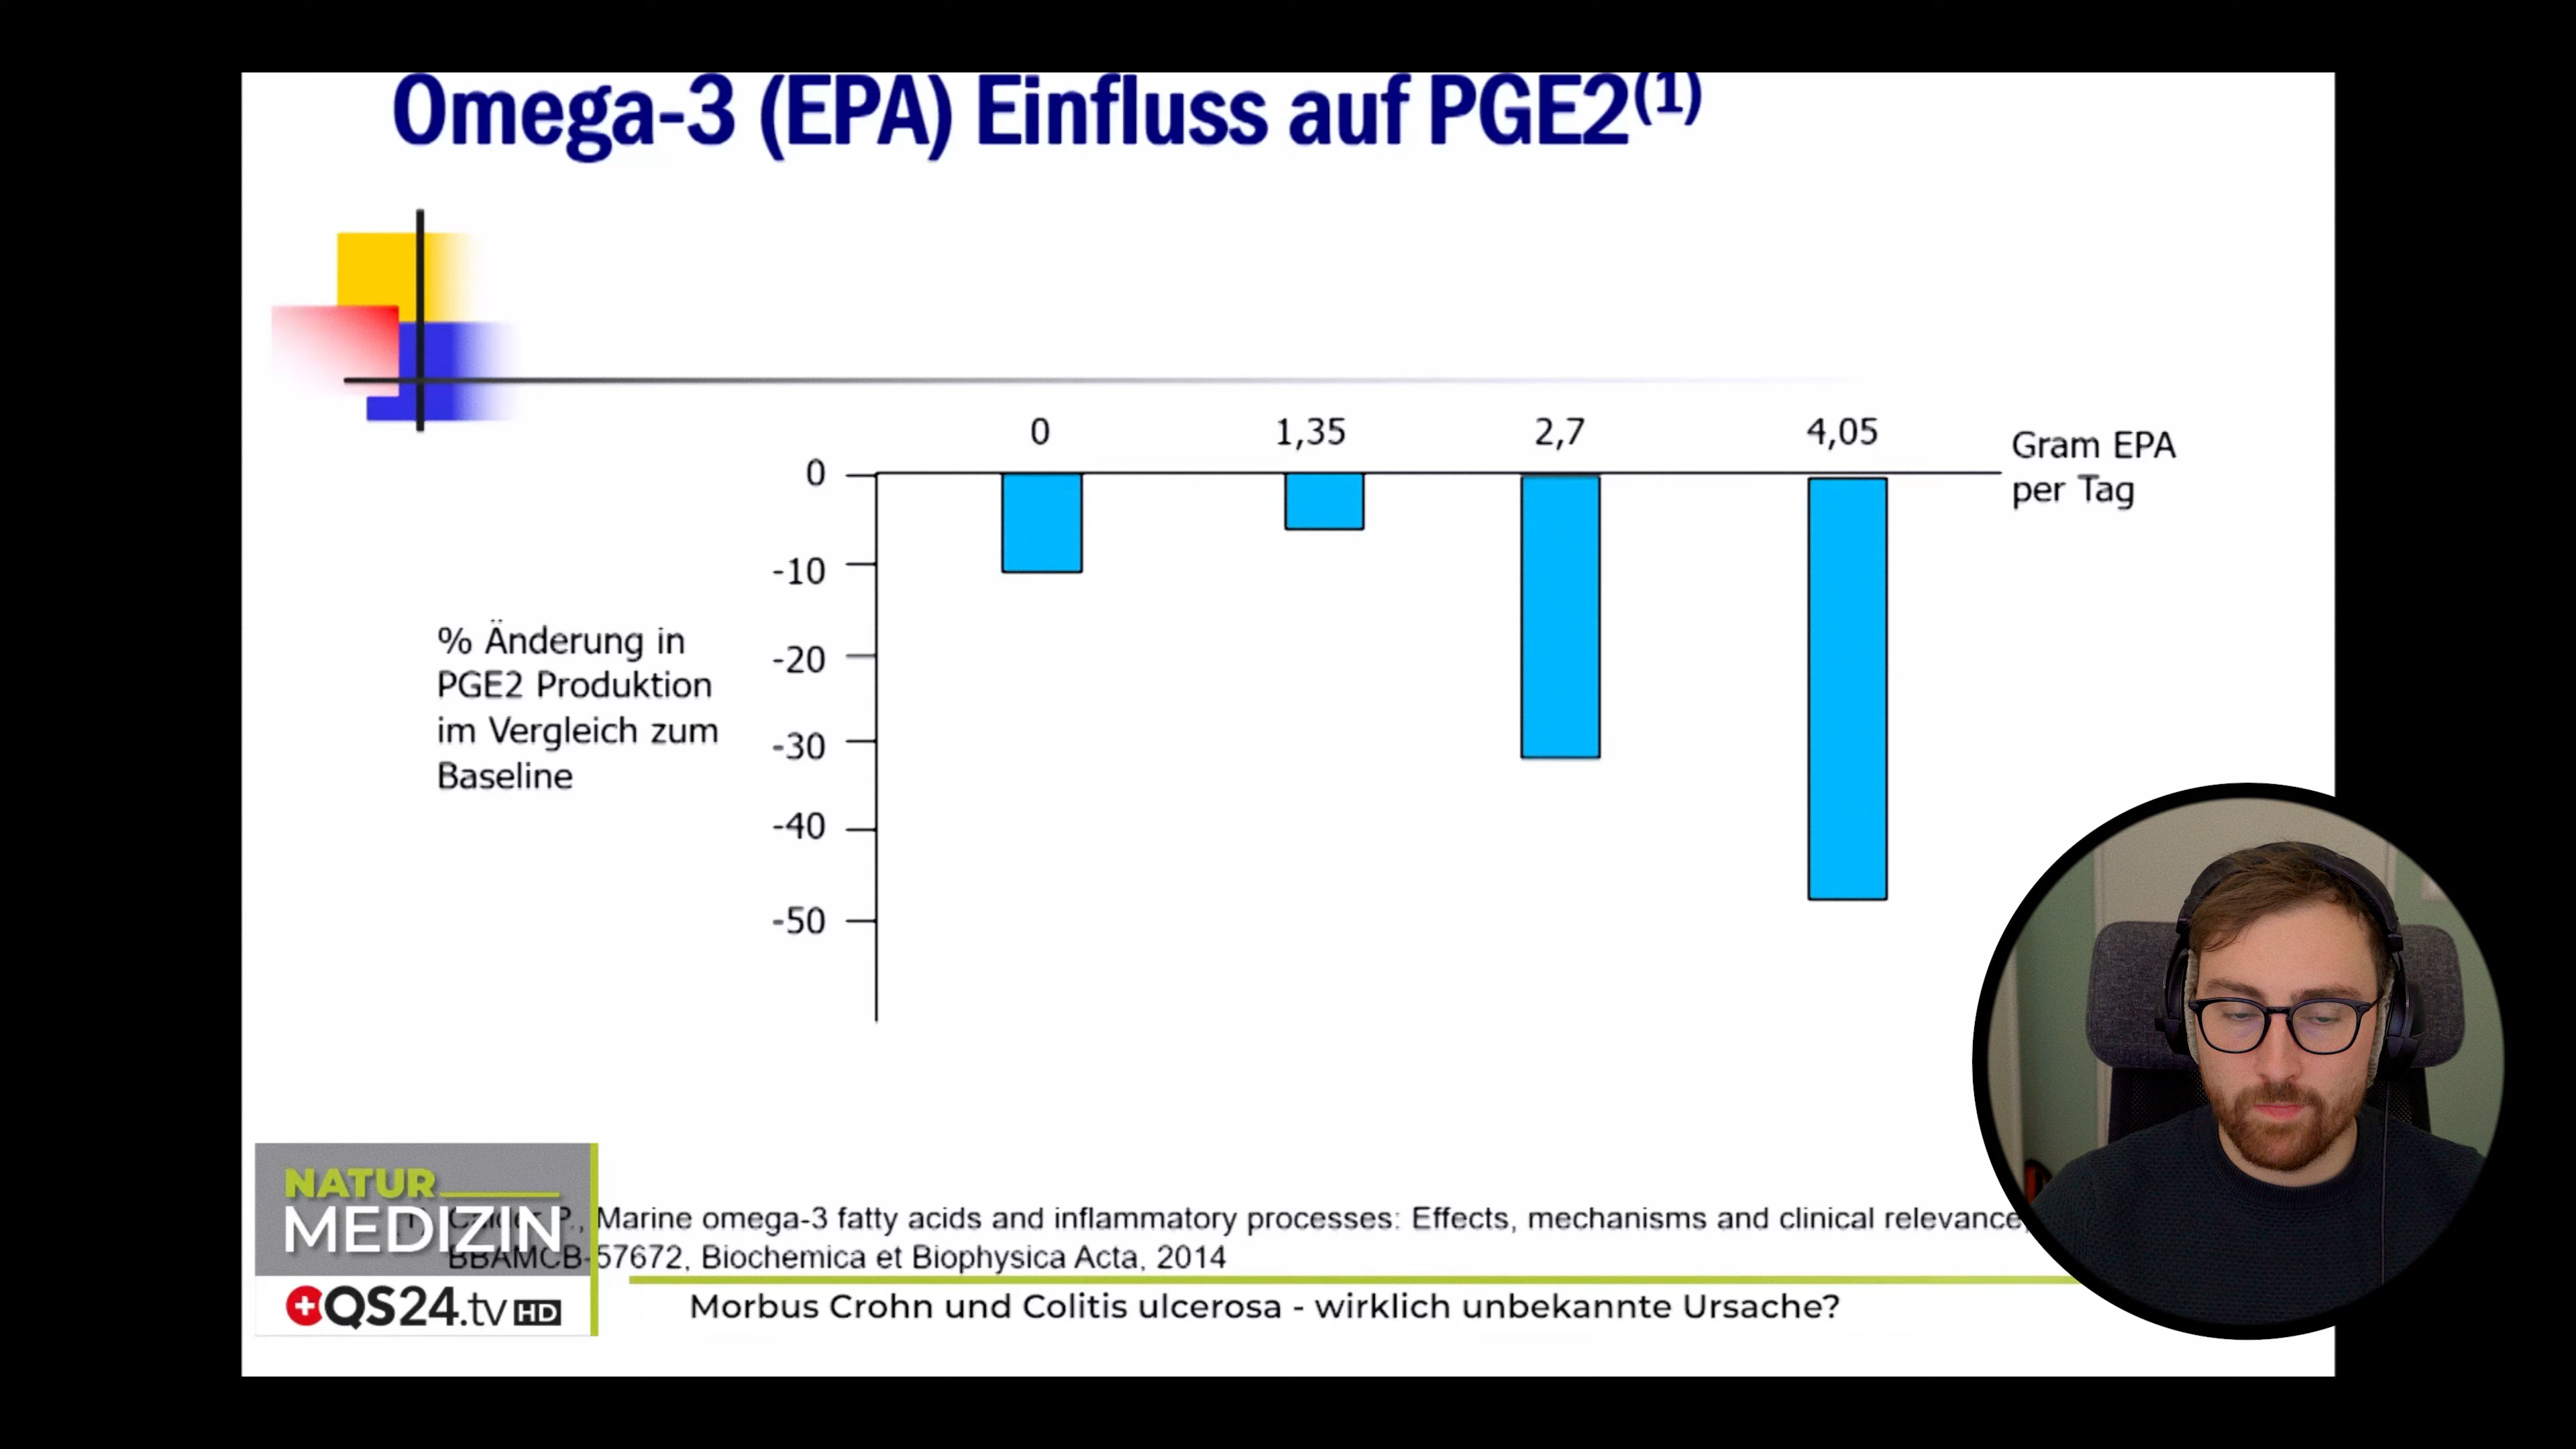 Omega-3 (EPA) Einfluss auf PGE2(1)
0 1,35 2,7 4,05
Gram EPA
per Tag
0
-10
-20
-30
-40
-50
% Änderung in
PGE2 Produktion
im Vergleich zum
Baseline
Calder P., Marine omega-3 fatty acids and inflammatory processes: Effects, mechanisms and clinical relevance,
BBAMCB-57672, Biochemica et Biophysica Acta, 2014
NATUR
MEDIZIN
QS24.tv HD
Morbus Crohn und Colitis ulcerosa - wirklich unbekannte Ursache?